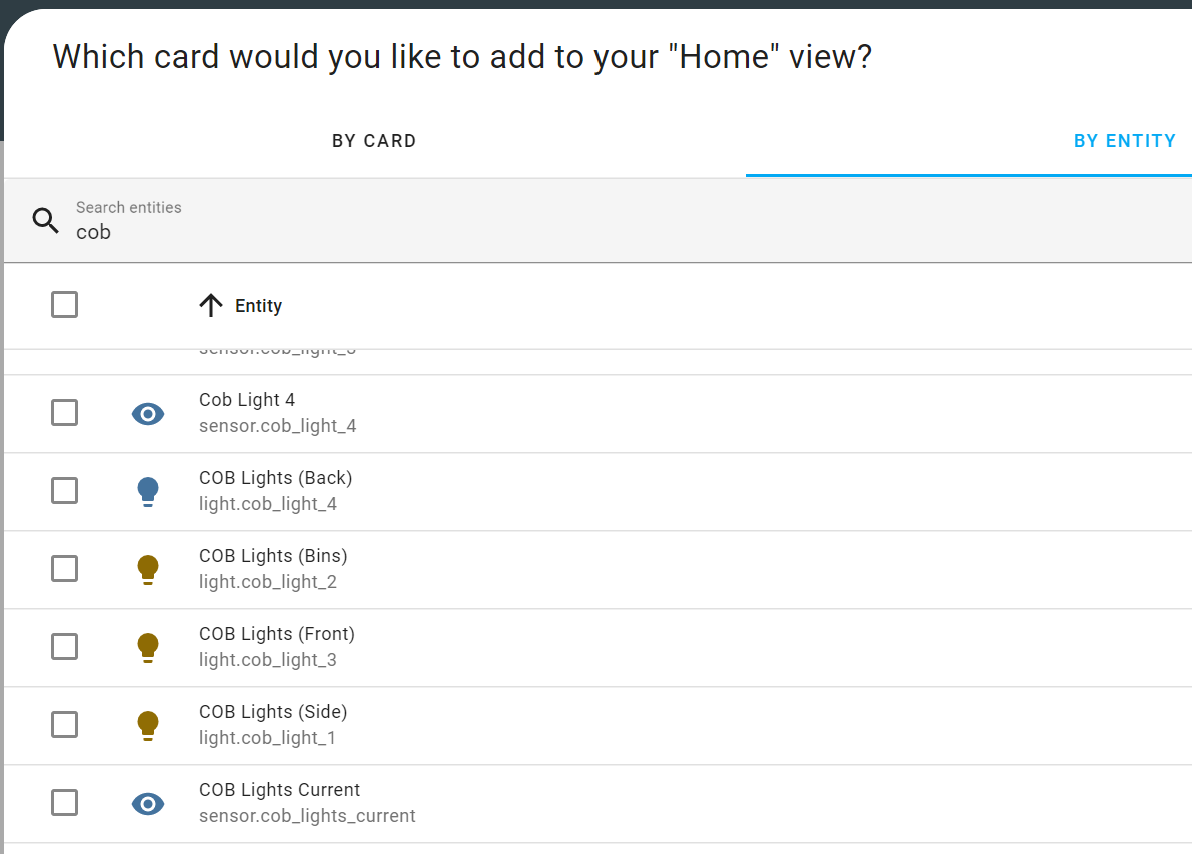 Which card would you like to add to your "Home" view?
BY CARD
BY ENTITY
Search entities
cob
Entity
Cob Light 4
sensor.cob_light_4
COB Lights (Back)
light.cob_light_4
COB Lights (Bins)
light.cob_light_2
COB Lights (Front)
light.cob_light_3
COB Lights (Side)
light.cob_light_1
COB Lights Current
sensor.cob_lights_current